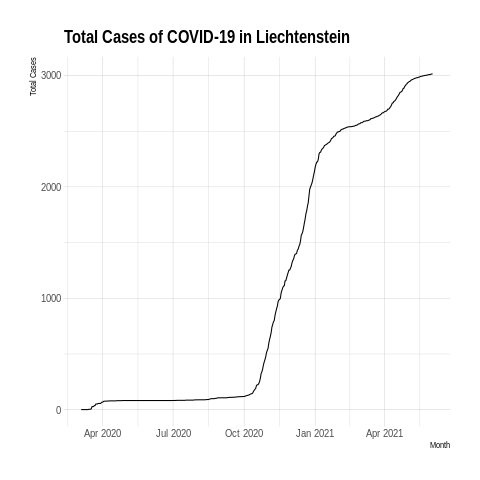 Total Cases of COVID-19 in Liechtenstein
Total Cases
3000
2000
1000
0
Apr 2020 Jul 2020 Oct 2020 Jan 2021 Apr 2021
Month